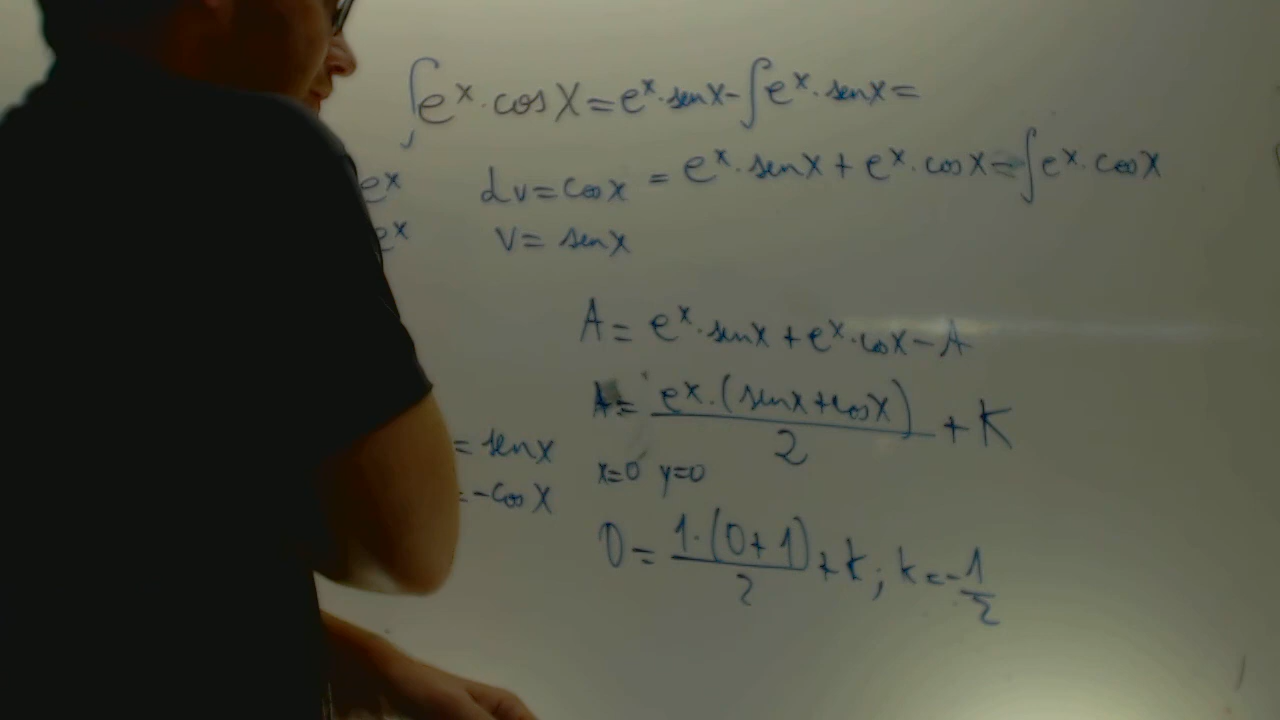 ∫e^x · cos x = e^x · sen x - ∫e^x · sen x =
= e^x · sen x + e^x · cos x - ∫e^x · cos x
e^x dv = cos x
e^x v = sen x
A = e^x · sen x + e^x · cos x - A
A = e^x · (sen x + cos x) / 2 + K
= sen x
x=0 y=0
= -cos x
0 = 1 · (0+1) / 2 + k ; k = -1/2